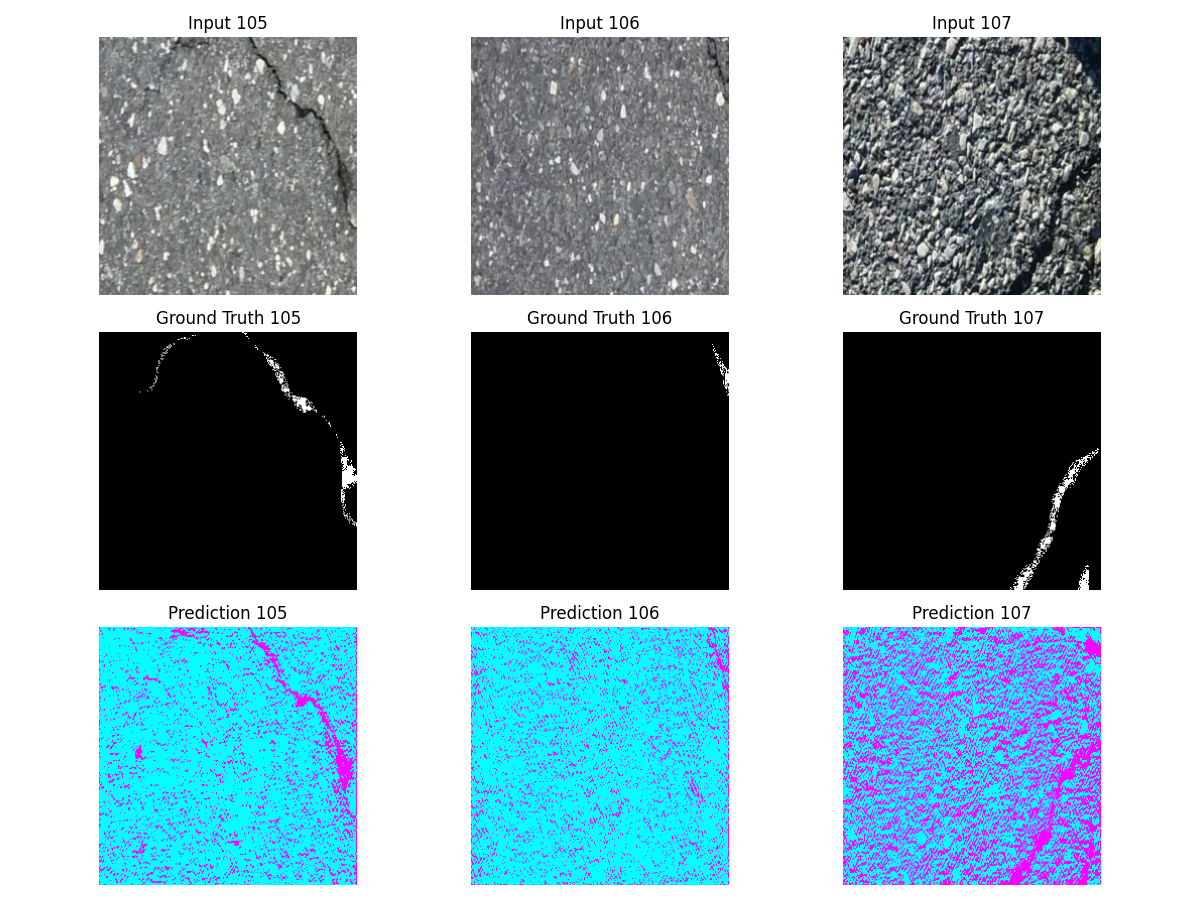 Input 105
Input 106
Input 107
Ground Truth 105
Ground Truth 106
Ground Truth 107
Prediction 105
Prediction 106
Prediction 107